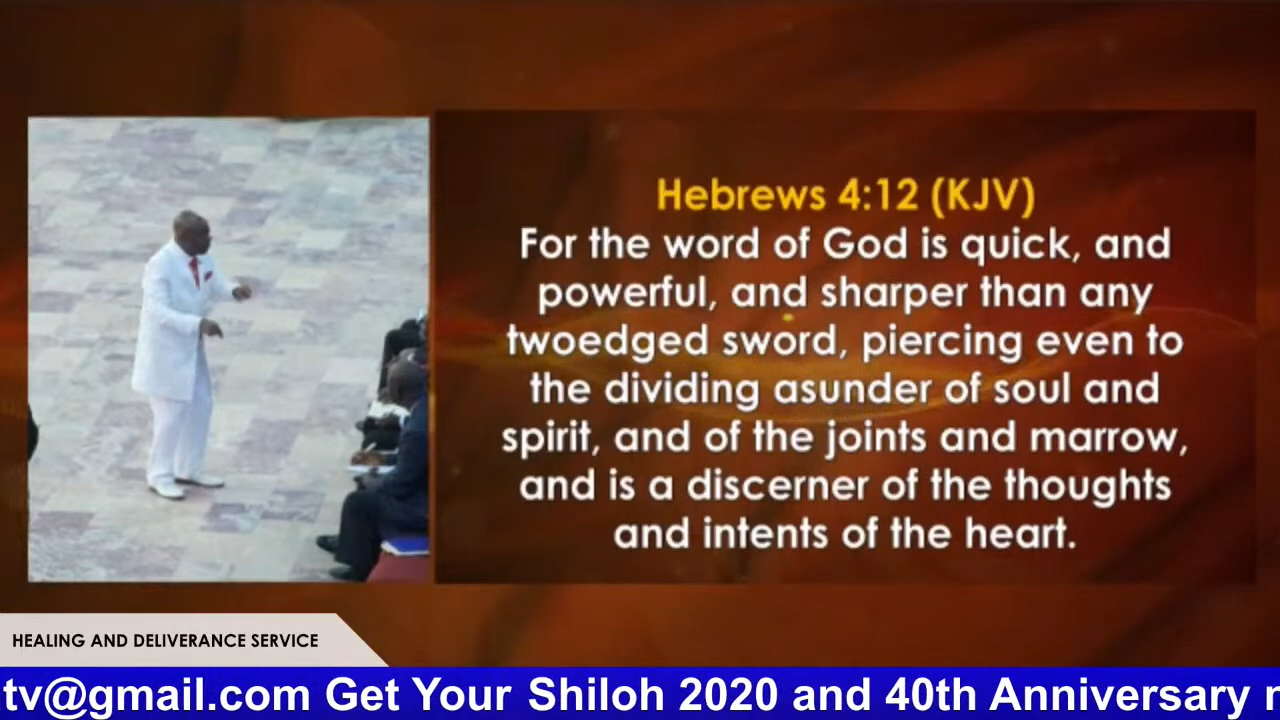 Hebrews 4:12 (KJV)
For the word of God is quick, and
powerful, and sharper than any
twoedged sword, piercing even to
the dividing asunder of soul and
spirit, and of the joints and marrow,
and is a discerner of the thoughts
and intents of the heart.
HEALING AND DELIVERANCE SERVICE
tv@gmail.com Get Your Shiloh 2020 and 40th Anniversary